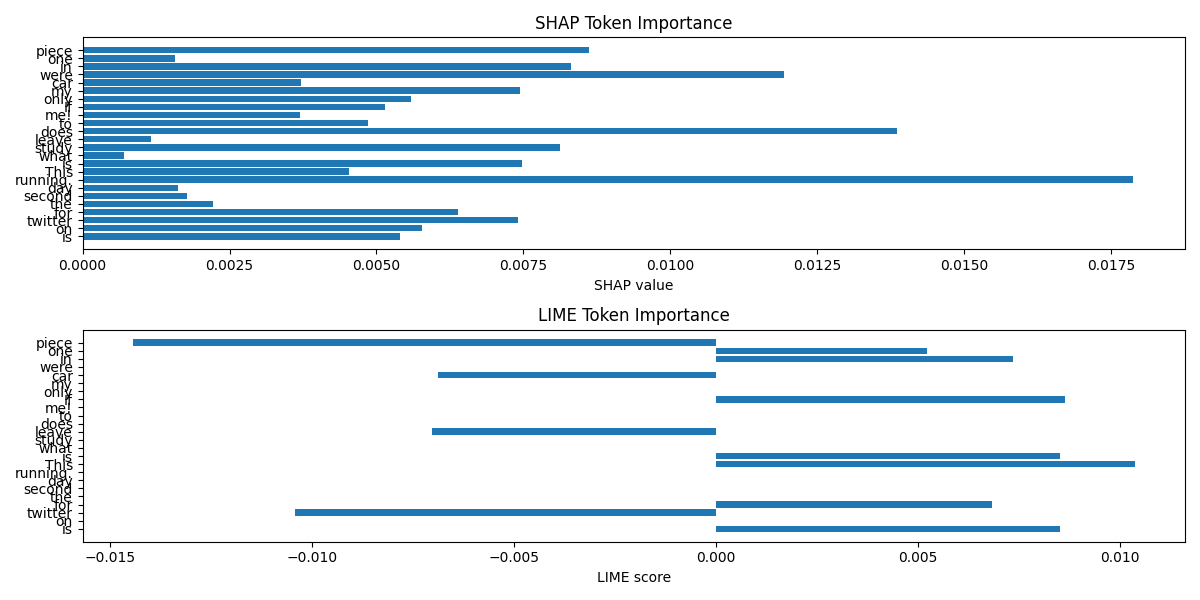 SHAP Token Importance
piece
one
in
were
car
my
only
if
me!
to
does
leave
study
what
is
This
running.
day
second
the
for
twitter
on
is
0.0000 0.0025 0.0050 0.0075 0.0100 0.0125 0.0150 0.0175
SHAP value
LIME Token Importance
piece
one
in
were
car
my
only
if
me!
to
does
leave
study
what
is
This
running.
day
second
the
for
twitter
on
is
−0.015 −0.010 −0.005 0.000 0.005 0.010
LIME score